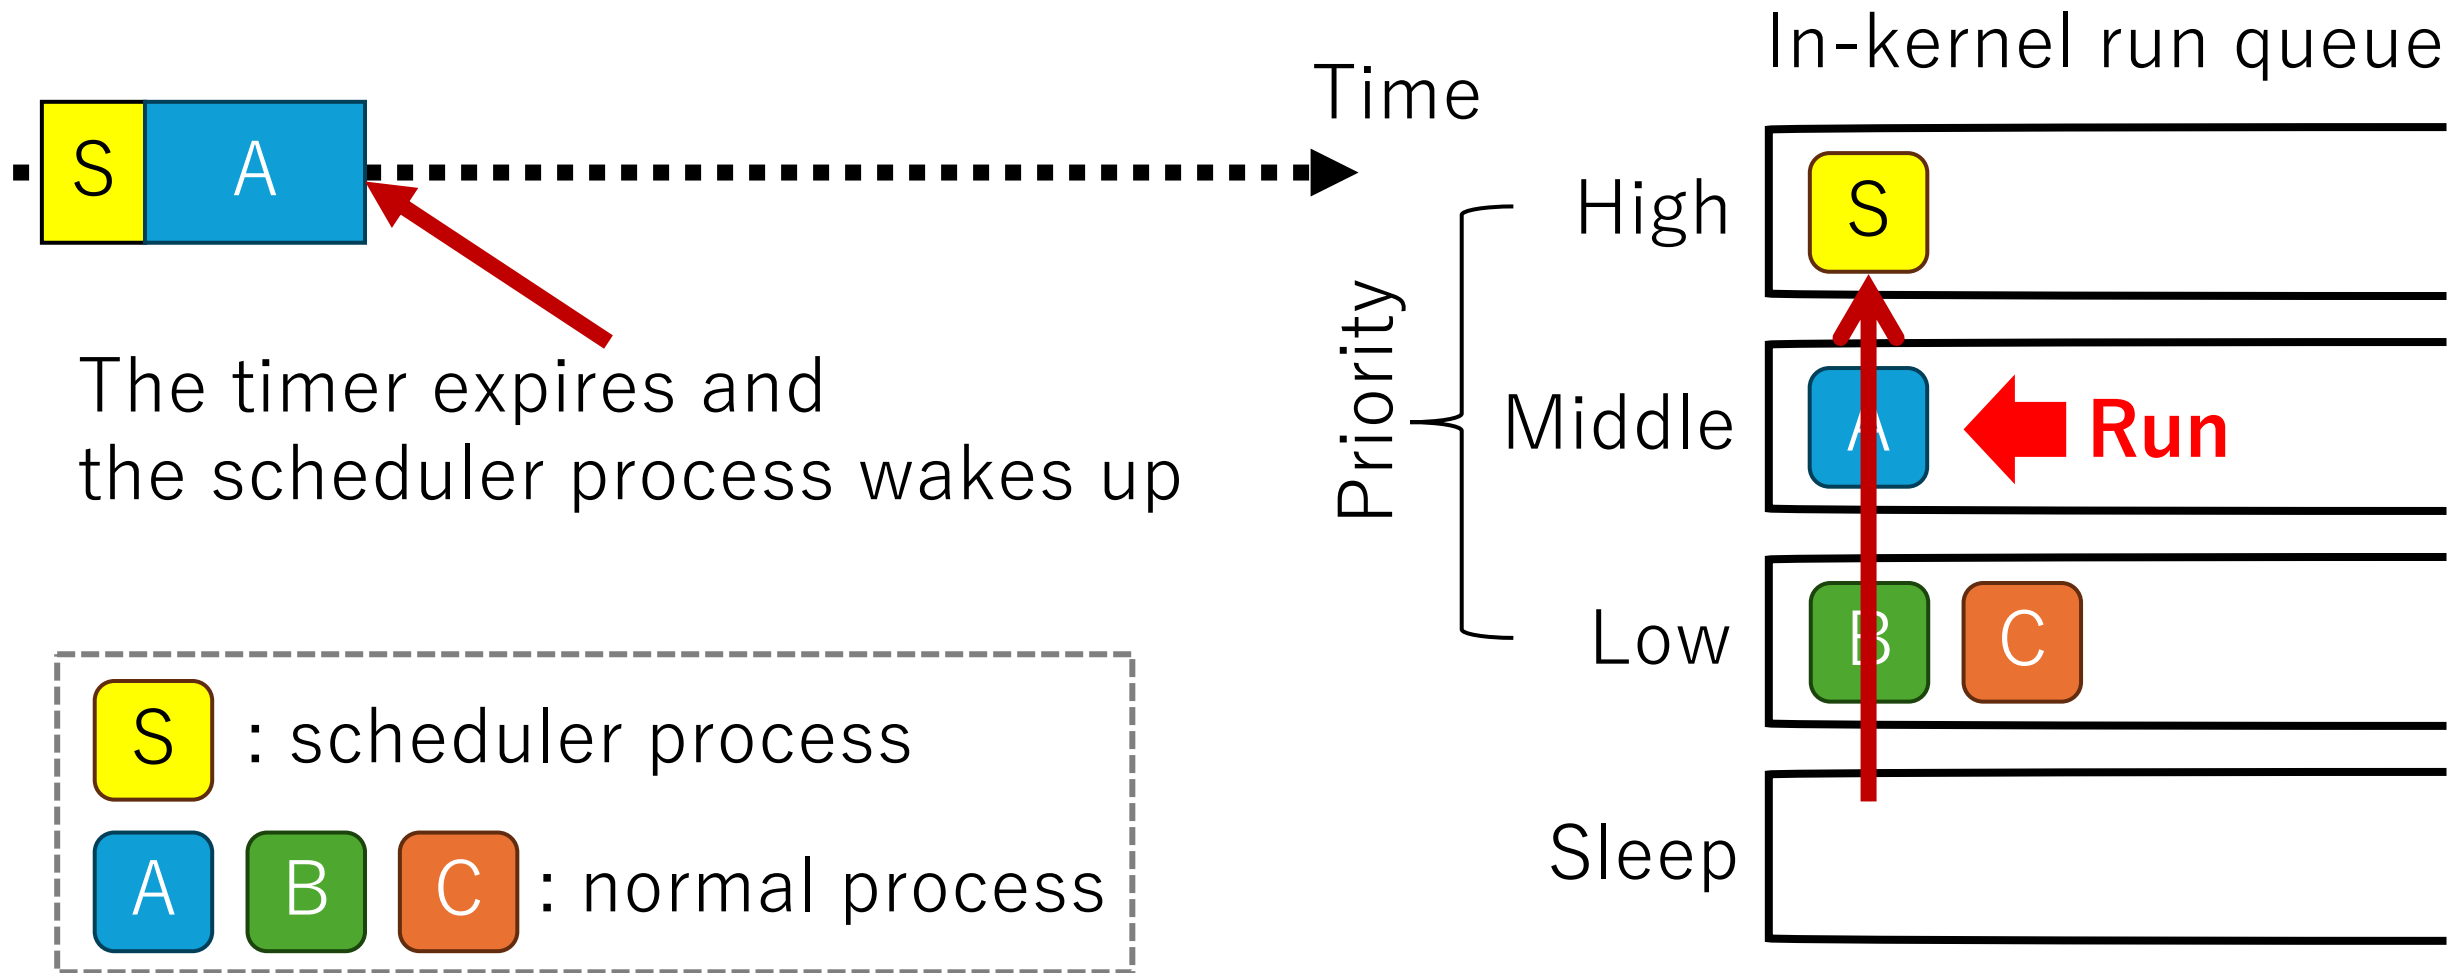 In-kernel run queue
Time
S A
The timer expires and
the scheduler process wakes up
Priority
High
S
Middle
A
Run
Low
B C
Sleep
S : scheduler process
A B C : normal process